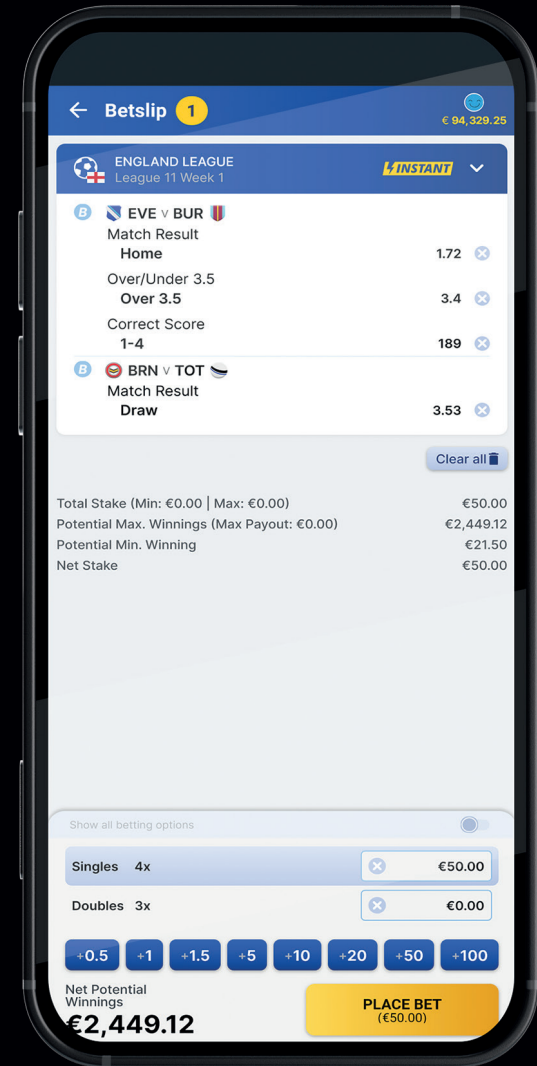 Betslip 1
€ 94,329.25
ENGLAND LEAGUE
League 11 Week 1
INSTANT
B EVE v BUR
Match Result
Home 1.72
Over/Under 3.5
Over 3.5 3.4
Correct Score
1-4 189
B BRN v TOT
Match Result
Draw 3.53
Clear all
Total Stake (Min: €0.00 | Max: €0.00) €50.00
Potential Max. Winnings (Max Payout: €0.00) €2,449.12
Potential Min. Winning €21.50
Net Stake €50.00
Show all betting options
Singles 4x €50.00
Doubles 3x €0.00
+0.5 +1 +1.5 +5 +10 +20 +50 +100
Net Potential
Winnings
€2,449.12
PLACE BET
(€50.00)